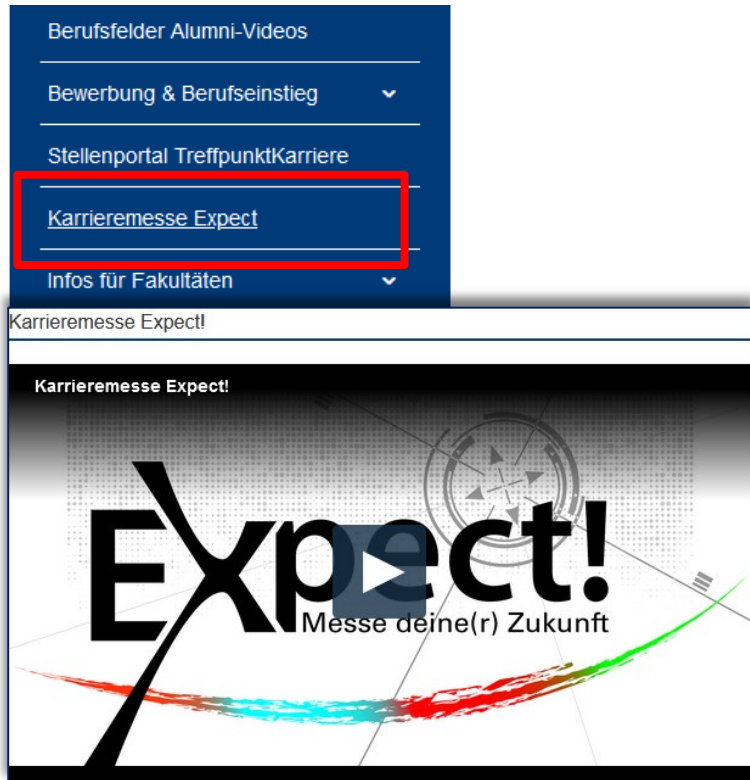 Berufsfelder Alumni-Videos
Bewerbung & Berufseinstieg
Stellenportal TreffpunktKarriere
Karrieremesse Expect
Infos für Fakultäten
Karrieremesse Expect!
Karrieremesse Expect!
Expect!
Messe deine(r) Zukunft